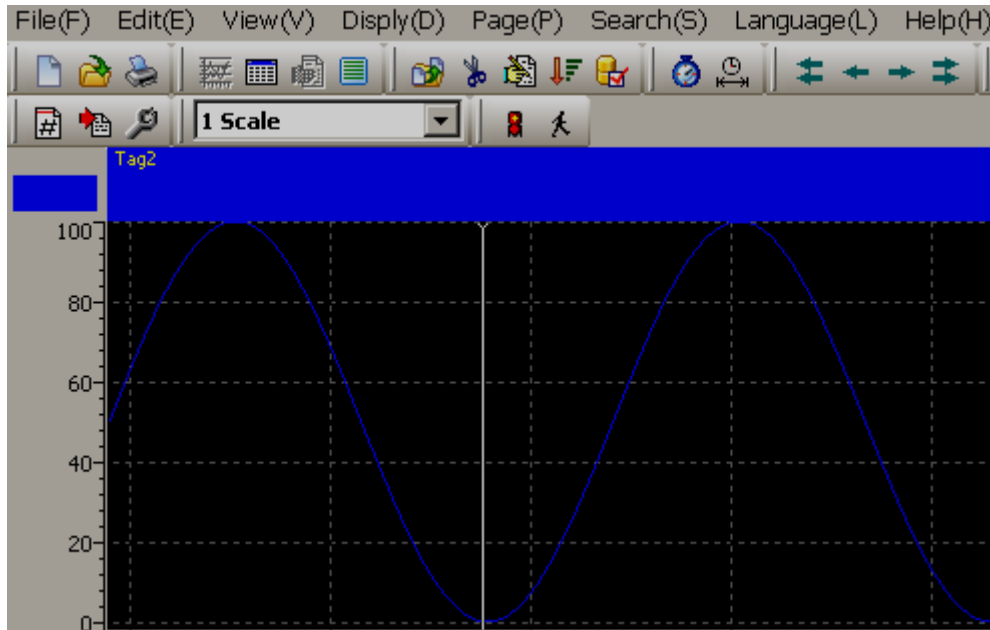 File(F) Edit(E) View(V) Disply(D) Page(P) Search(S) Language(L) Help(H)
1 Scale
Tag2
100
80
60
40
20
0